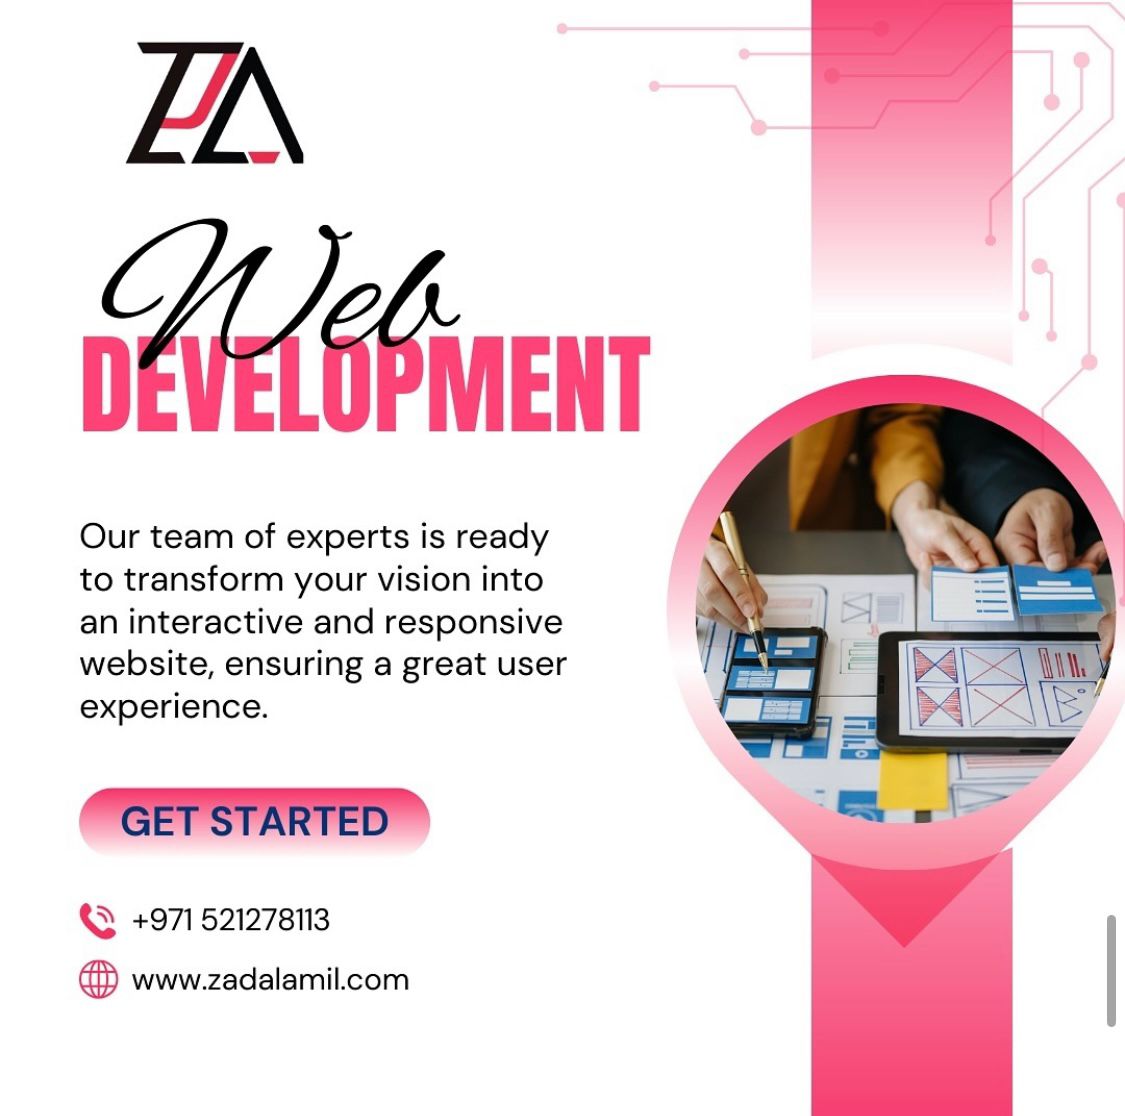 ZDA
Web
DEVELOPMENT
Our team of experts is ready
to transform your vision into
an interactive and responsive
website, ensuring a great user
experience.
GET STARTED
+971 521278113
www.zadalamil.com